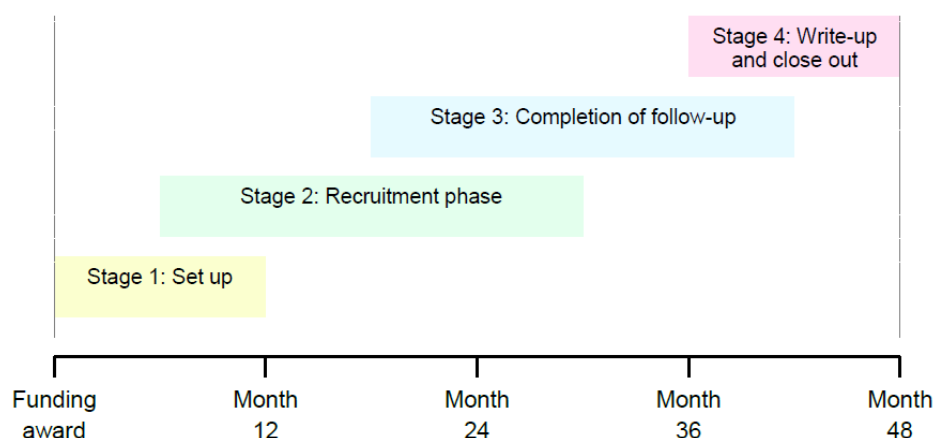 Stage 4: Write-up
and close out
Stage 3: Completion of follow-up
Stage 2: Recruitment phase
Stage 1: Set up
Funding
award
Month
12
Month
24
Month
36
Month
48